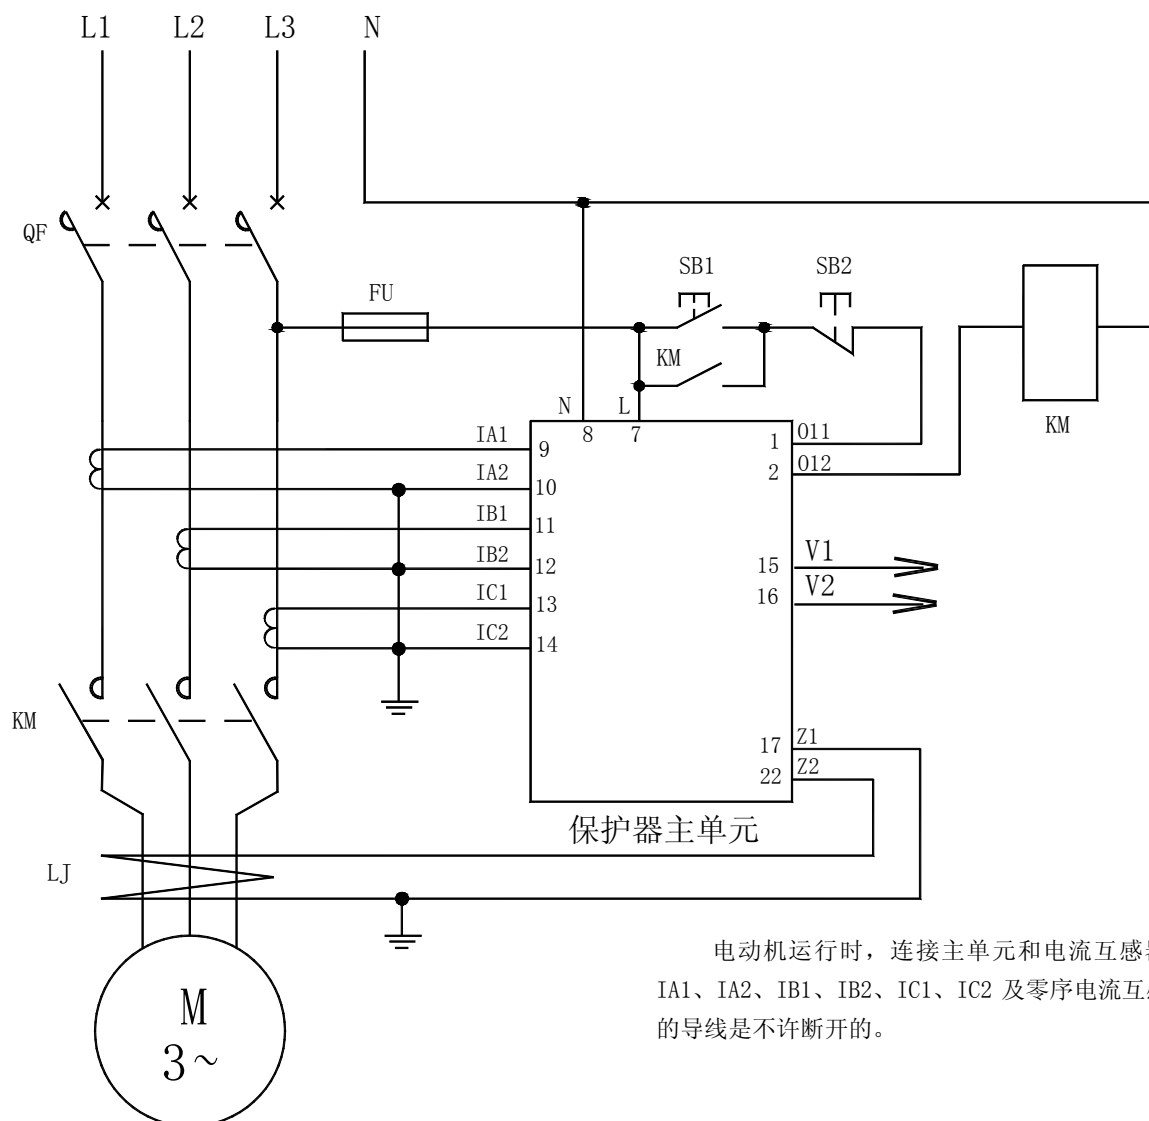 L1 L2 L3 N
QF
SB1 SB2
FU
KM
KM
N L
8 7
IA1 9
IA2 10
IB1 11
IB2 12
IC1 13
IC2 14
1 O11
2 O12
15 V1
16 V2
KM
17 Z1
22 Z2
保护器主单元
LJ
M
3~
电动机运行时，连接主单元和电流互感
IA1、IA2、IB1、IB2、IC1、IC2 及零序电流互
的导线是不许断开的。